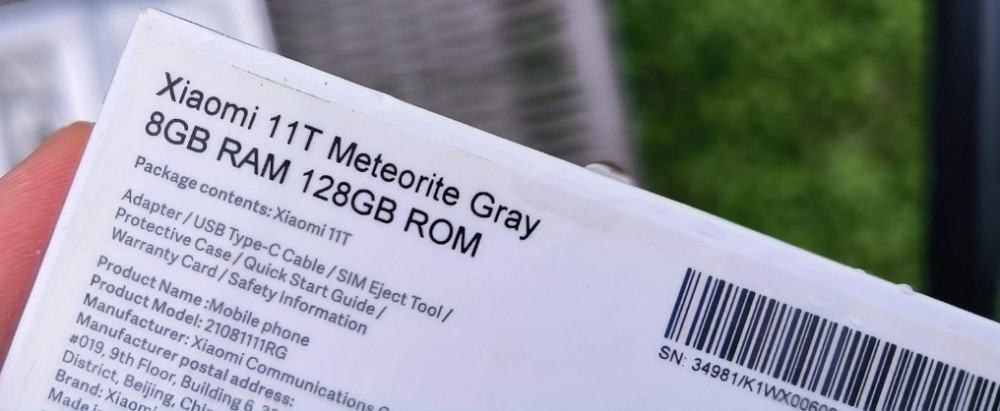 Xiaomi 11T Meteorite Gray
8GB RAM 128GB ROM
Package contents: Xiaomi 11T
Adapter / USB Type-C Cable / SIM Eject Tool /
Protective Case / Quick Start Guide /
Warranty Card / Safety Information
Product Name :Mobile phone
Product Model: 21081111RG
Manufacturer: Xiaomi Communications
Manufacturer postal address:
#019, 9th Floor, Building 6,
District, Beijing,
Brand: Xiaomi
Made in
SN: 34981/K1WX006